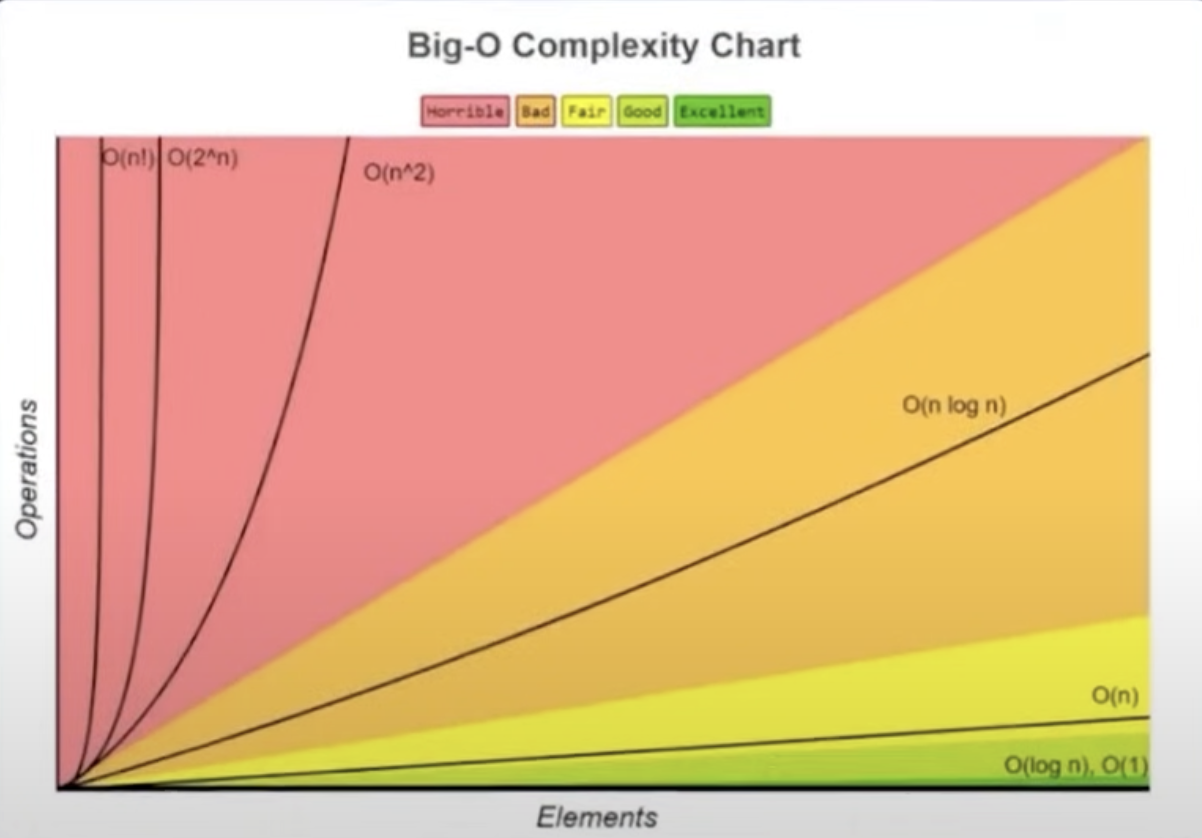 Big-O Complexity Chart
Horrible Bad Fair Good Excellent
O(n!) O(2^n)
O(n^2)
O(n log n)
Operations
O(n)
O(log n), O(1)
Elements